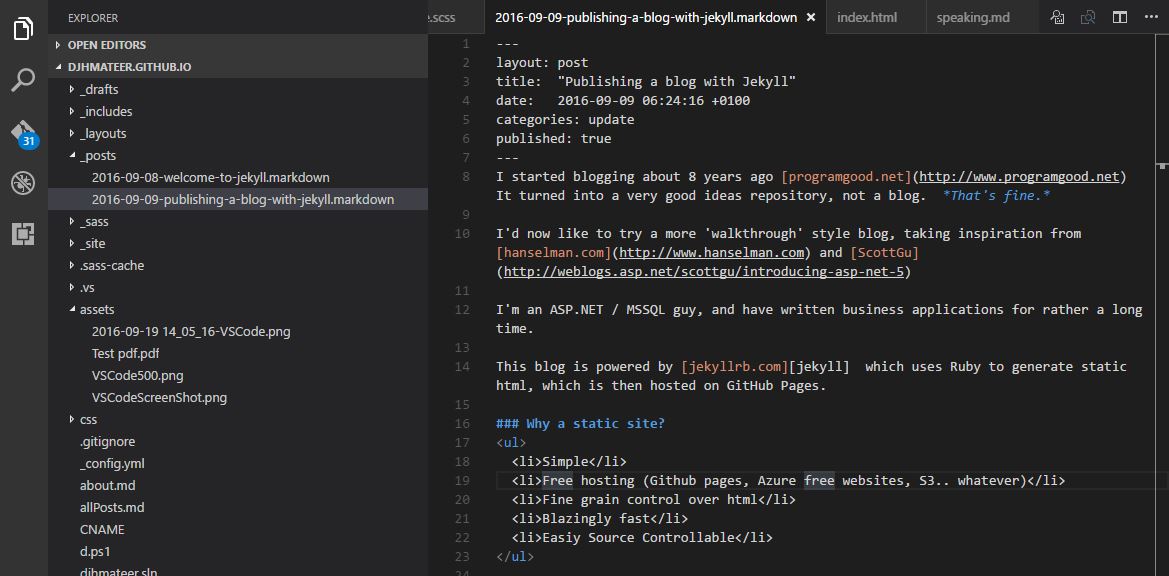 EXPLORER
OPEN EDITORS
DJHMATEER.GITHUB.IO
_drafts
_includes
_layouts
_posts
2016-09-08-welcome-to-jekyll.markdown
2016-09-09-publishing-a-blog-with-jekyll.markdown
_sass
_site
.sass-cache
.vs
assets
2016-09-19 14_05_16-VSCode.png
Test pdf.pdf
VSCode500.png
VSCodeScreenShot.png
css
.gitignore
_config.yml
about.md
allPosts.md
CNAME
d.ps1
djhmateer.sln
31
.scss 2016-09-09-publishing-a-blog-with-jekyll.markdown × index.html speaking.md
1 ---
2 layout: post
3 title:  "Publishing a blog with Jekyll"
4 date:   2016-09-09 06:24:16 +0100
5 categories: update
6 published: true
7 ---
8 I started blogging about 8 years ago [programgood.net](http://www.programgood.net)
It turned into a very good ideas repository, not a blog.  *That's fine.*
9
10 I'd now like to try a more 'walkthrough' style blog, taking inspiration from
[hanselman.com](http://www.hanselman.com) and [ScottGu]
(http://weblogs.asp.net/scottgu/introducing-asp-net-5)
11
12 I'm an ASP.NET / MSSQL guy, and have written business applications for rather a long
time.
13
14 This blog is powered by [jekyllrb.com][jekyll]  which uses Ruby to generate static
html, which is then hosted on GitHub Pages.
15
16 ### Why a static site?
17 <ul>
18   <li>Simple</li>
19   <li>Free hosting (Github pages, Azure free websites, S3.. whatever)</li>
20   <li>Fine grain control over html</li>
21   <li>Blazingly fast</li>
22   <li>Easiy Source Controllable</li>
23 </ul>
24